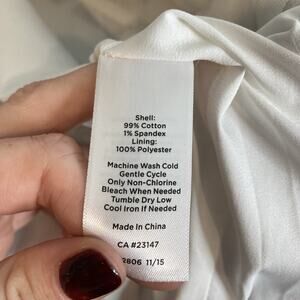 Shell:
99% Cotton
1% Spandex
Lining:
100% Polyester
Machine Wash Cold
Gentle Cycle
Only Non-Chlorine
Bleach When Needed
Tumble Dry Low
Cool Iron If Needed
Made In China
CA #23147
2806 11/15